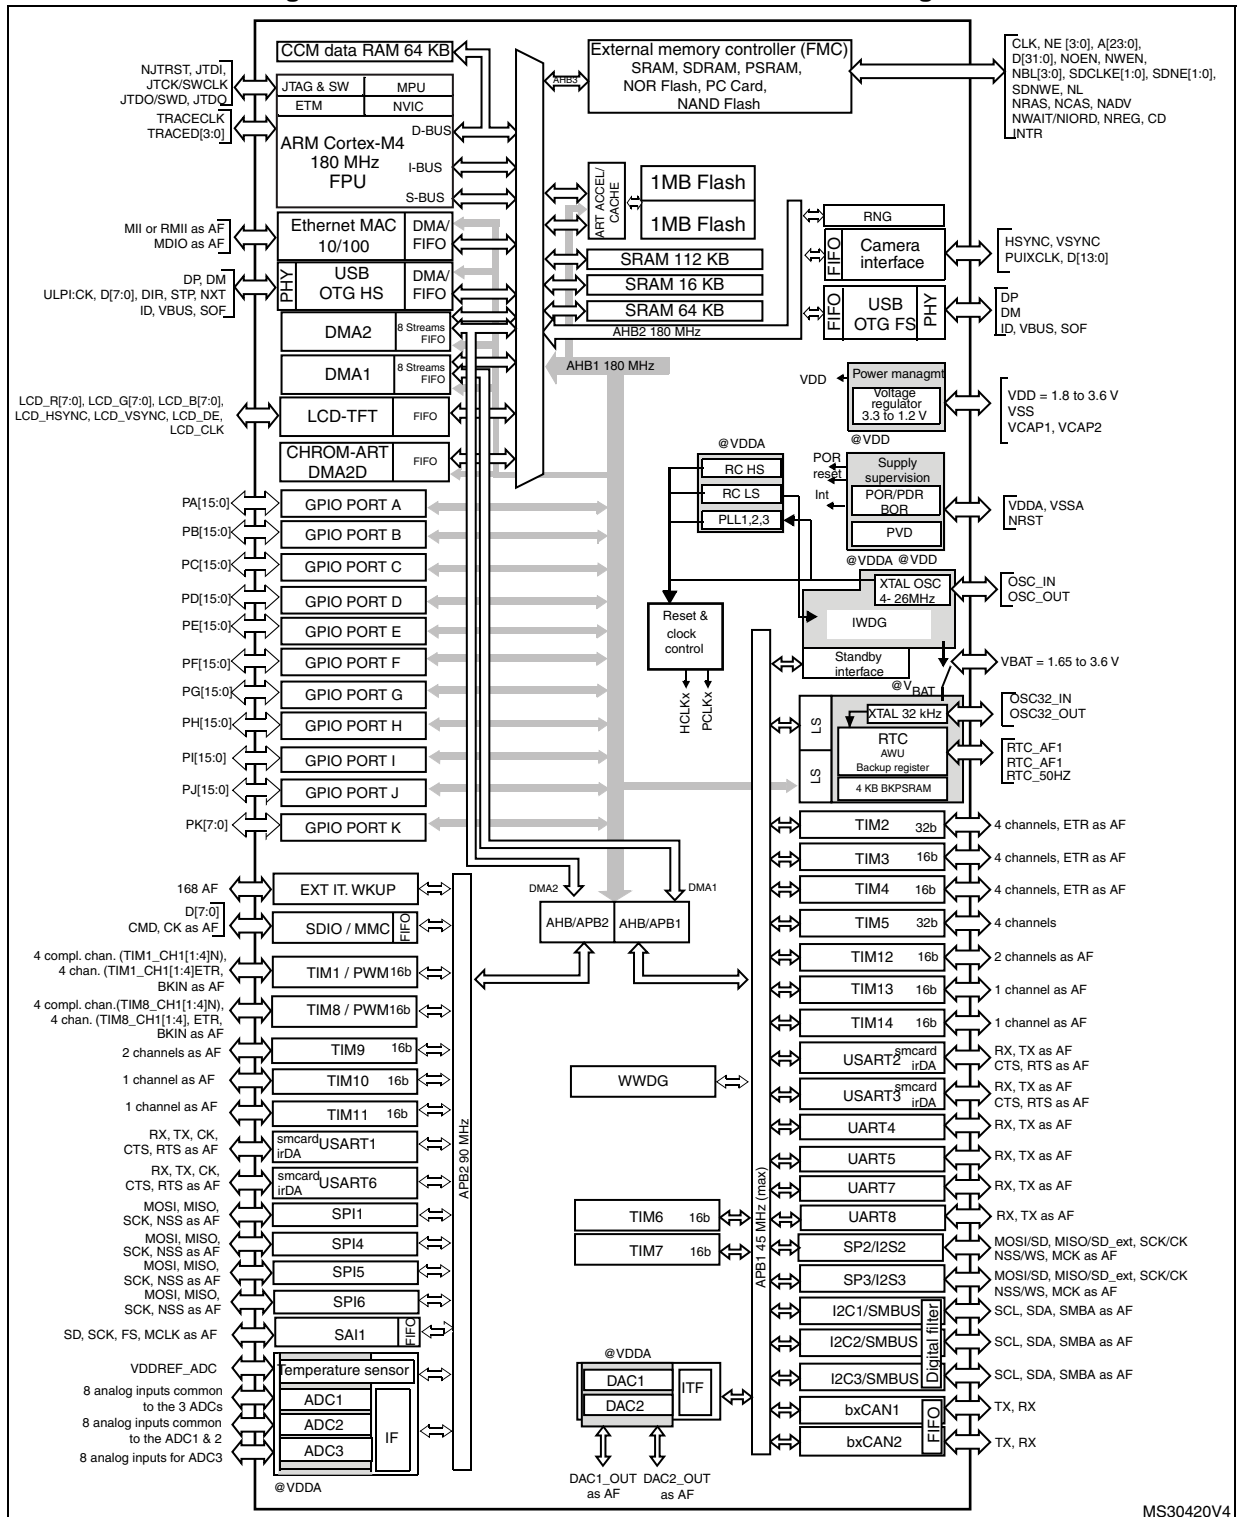 CCM data RAM 64 KB
External memory controller (FMC)
SRAM, SDRAM, PSRAM,
NOR Flash, PC Card,
NAND Flash
AHB3
CLK, NE [3:0], A[23:0],
D[31:0], NOEN, NWEN,
NBL[3:0], SDCLKE[1:0], SDNE[1:0],
SDNWE, NL
NRAS, NCAS, NADV
NWAIT/NIORD, NREG, CD
INTR
NJTRST, JTDI,
JTCK/SWCLK
JTDO/SWD, JTDO
TRACECLK
TRACED[3:0]
JTAG & SW
MPU
ETM
NVIC
ARM Cortex-M4
180 MHz
FPU
D-BUS
I-BUS
S-BUS
ART ACCEL/
CACHE
1MB Flash
1MB Flash
MII or RMII as AF
MDIO as AF
Ethernet MAC
10/100
DMA/
FIFO
RNG
FIFO
Camera
interface
HSYNC, VSYNC
PUIXCLK, D[13:0]
DP, DM
ULPI:CK, D[7:0], DIR, STP, NXT
ID, VBUS, SOF
PHY
USB
OTG HS
DMA/
FIFO
SRAM 112 KB
SRAM 16 KB
SRAM 64 KB
FIFO
USB
OTG FS
PHY
DP
DM
ID, VBUS, SOF
DMA2
8 Streams
FIFO
AHB2 180 MHz
DMA1
8 Streams
FIFO
AHB1 180 MHz
VDD
Power managmt
Voltage
regulator
3.3 to 1.2 V
@VDD
VDD = 1.8 to 3.6 V
VSS
VCAP1, VCAP2
LCD_R[7:0], LCD_G[7:0], LCD_B[7:0],
LCD_HSYNC, LCD_VSYNC, LCD_DE,
LCD_CLK
LCD-TFT
FIFO
CHROM-ART
DMA2D
FIFO
@VDDA
RC HS
RC LS
PLL1,2,3
POR
reset
Int
Supply
supervision
POR/PDR
BOR
PVD
@VDDA @VDD
VDDA, VSSA
NRST
PA[15:0]
GPIO PORT A
PB[15:0]
GPIO PORT B
PC[15:0]
GPIO PORT C
PD[15:0]
GPIO PORT D
PE[15:0]
GPIO PORT E
PF[15:0]
GPIO PORT F
PG[15:0]
GPIO PORT G
PH[15:0]
GPIO PORT H
PI[15:0]
GPIO PORT I
PJ[15:0]
GPIO PORT J
PK[7:0]
GPIO PORT K
XTAL OSC
4- 26MHz
OSC_IN
OSC_OUT
Reset &
clock
control
HCLKx
PCLKx
IWDG
Standby
interface
VBAT = 1.65 to 3.6 V
@VBAT
LS
LS
XTAL 32 kHz
OSC32_IN
OSC32_OUT
RTC
AWU
Backup register
4 KB BKPSRAM
RTC_AF1
RTC_AF1
RTC_50HZ
DMA2
DMA1
AHB/APB2
AHB/APB1
168 AF
EXT IT. WKUP
D[7:0]
CMD, CK as AF
SDIO / MMC
FIFO
4 compl. chan. (TIM1_CH1[1:4]N),
4 chan. (TIM1_CH1[1:4]ETR,
BKIN as AF
TIM1 / PWM
16b
4 compl. chan.(TIM8_CH1[1:4]N),
4 chan. (TIM8_CH1[1:4], ETR,
BKIN as AF
TIM8 / PWM
16b
2 channels as AF
TIM9
16b
1 channel as AF
TIM10
16b
1 channel as AF
TIM11
16b
RX, TX, CK,
CTS, RTS as AF
smcard
irDA
USART1
RX, TX, CK,
CTS, RTS as AF
smcard
irDA
USART6
MOSI, MISO,
SCK, NSS as AF
SPI1
MOSI, MISO,
SCK, NSS as AF
SPI4
MOSI, MISO,
SCK, NSS as AF
SPI5
MOSI, MISO,
SCK, NSS as AF
SPI6
SD, SCK, FS, MCLK as AF
SAI1
FIFO
VDDREF_ADC
Temperature sensor
8 analog inputs common
to the 3 ADCs
ADC1
8 analog inputs common
to the ADC1 & 2
ADC2
8 analog inputs for ADC3
ADC3
IF
@VDDA
APB2 90 MHz
WWDG
TIM6
16b
TIM7
16b
@VDDA
DAC1
DAC2
ITF
DAC1_OUT
as AF
DAC2_OUT
as AF
APB1 45 MHz (max)
TIM2
32b
4 channels, ETR as AF
TIM3
16b
4 channels, ETR as AF
TIM4
16b
4 channels, ETR as AF
TIM5
32b
4 channels
TIM12
16b
2 channels as AF
TIM13
16b
1 channel as AF
TIM14
16b
1 channel as AF
USART2
smcard
irDA
RX, TX as AF
CTS, RTS as AF
USART3
smcard
irDA
RX, TX as AF
CTS, RTS as AF
UART4
RX, TX as AF
UART5
RX, TX as AF
UART7
RX, TX as AF
UART8
RX, TX as AF
SP2/I2S2
MOSI/SD, MISO/SD_ext, SCK/CK
NSS/WS, MCK as AF
SP3/I2S3
MOSI/SD, MISO/SD_ext, SCK/CK
NSS/WS, MCK as AF
I2C1/SMBUS
SCL, SDA, SMBA as AF
I2C2/SMBUS
SCL, SDA, SMBA as AF
I2C3/SMBUS
SCL, SDA, SMBA as AF
Digital filter
bxCAN1
TX, RX
bxCAN2
TX, RX
FIFO
MS30420V4